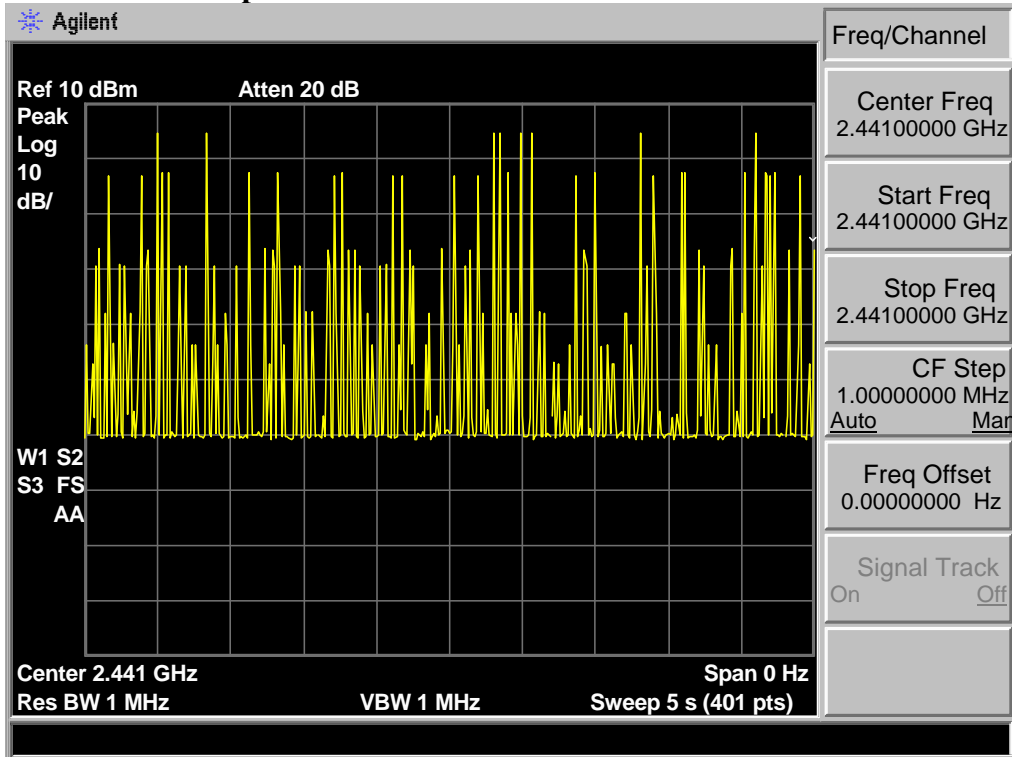 Agilent
Freq/Channel
Ref 10 dBm Atten 20 dB
Peak
Log
10
dB/
W1 S2
S3 FS
AA
Center 2.441 GHz Span 0 Hz
Res BW 1 MHz VBW 1 MHz Sweep 5 s (401 pts)
Center Freq
2.44100000 GHz
Start Freq
2.44100000 GHz
Stop Freq
2.44100000 GHz
CF Step
1.00000000 MHz
Auto Man
Freq Offset
0.00000000 Hz
Signal Track
On Off